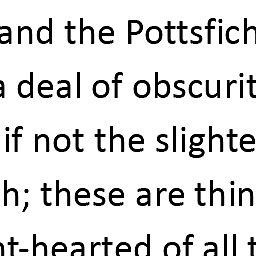 and the Pottsfich
a deal of obscurit
if not the slighte
h; these are thin
nt-hearted of all t